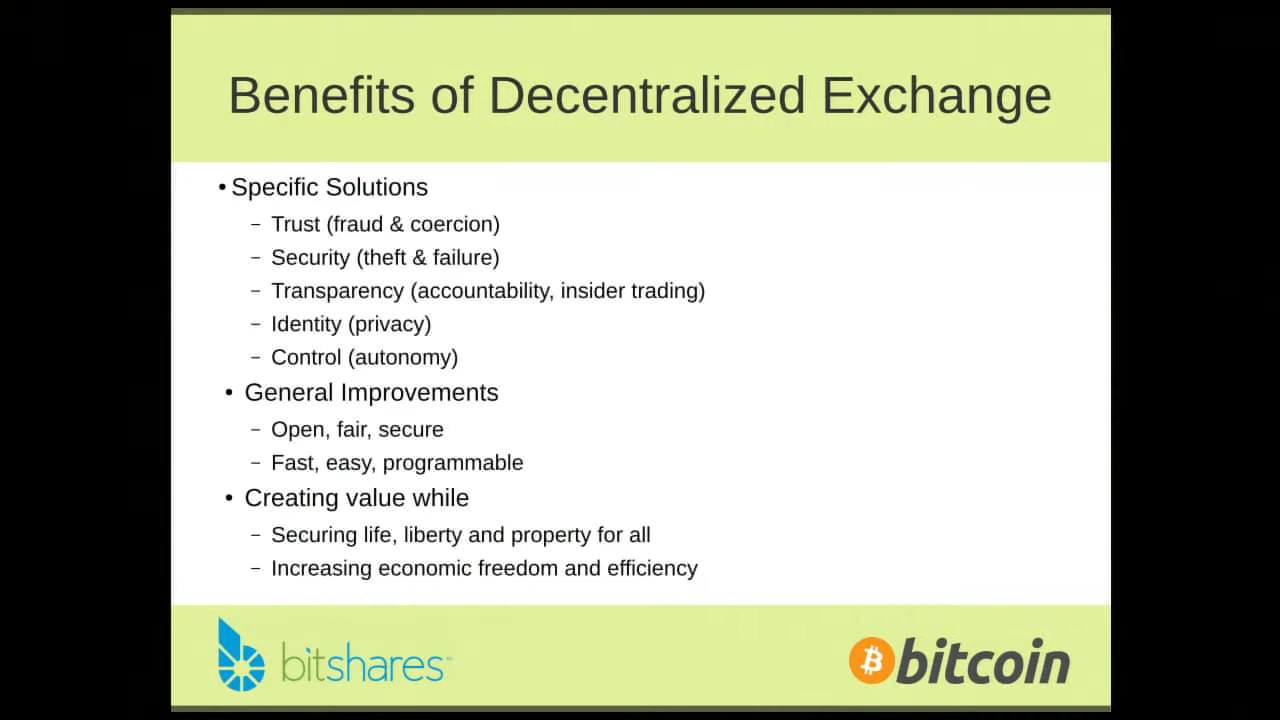 Benefits of Decentralized Exchange
• Specific Solutions
– Trust (fraud & coercion)
– Security (theft & failure)
– Transparency (accountability, insider trading)
– Identity (privacy)
– Control (autonomy)
• General Improvements
– Open, fair, secure
– Fast, easy, programmable
• Creating value while
– Securing life, liberty and property for all
– Increasing economic freedom and efficiency
bitshares™
bitcoin